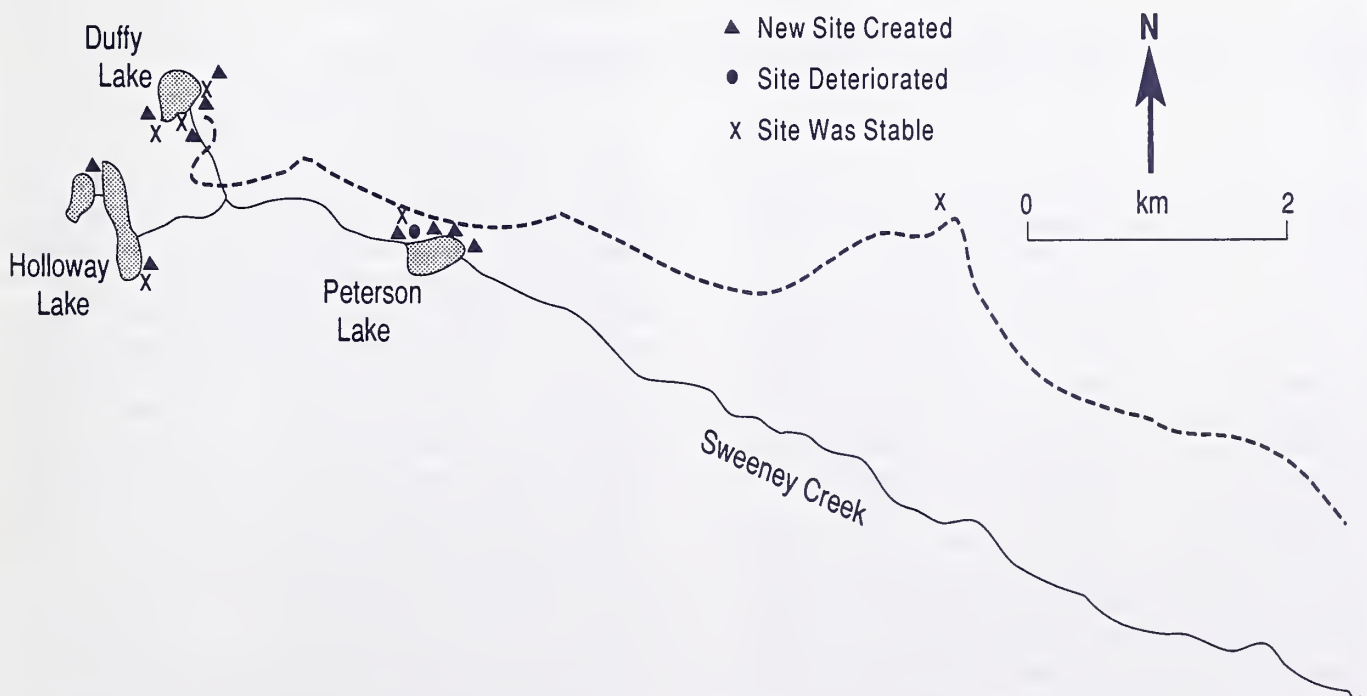 Duffy
Lake
▲ New Site Created
● Site Deteriorated
x Site Was Stable
N
0 km 2
Holloway
Lake
Peterson
Lake
Sweeney Creek